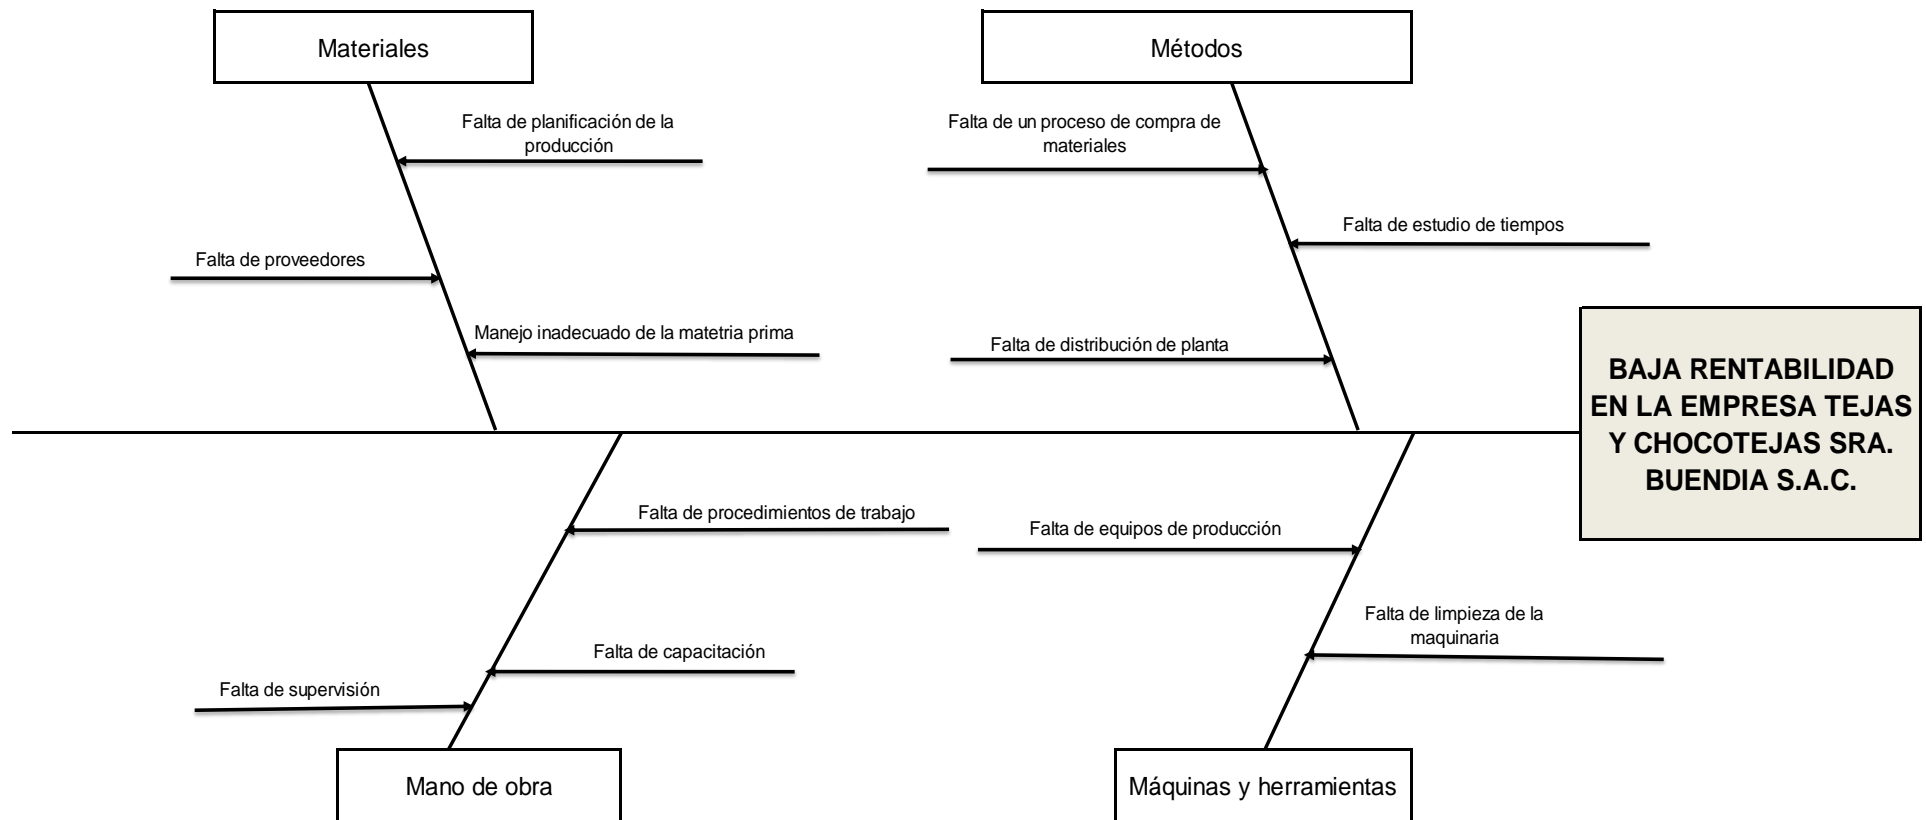 Materiales
Métodos
Falta de planificación de la
producción
Falta de un proceso de compra de
materiales
Falta de estudio de tiempos
Falta de proveedores
Manejo inadecuado de la matetria prima
Falta de distribución de planta
BAJA RENTABILIDAD
EN LA EMPRESA TEJAS
Y CHOCOTEJAS SRA.
BUENDIA S.A.C.
Falta de procedimientos de trabajo
Falta de equipos de producción
Falta de limpieza de la
maquinaria
Falta de capacitación
Falta de supervisión
Mano de obra
Máquinas y herramientas